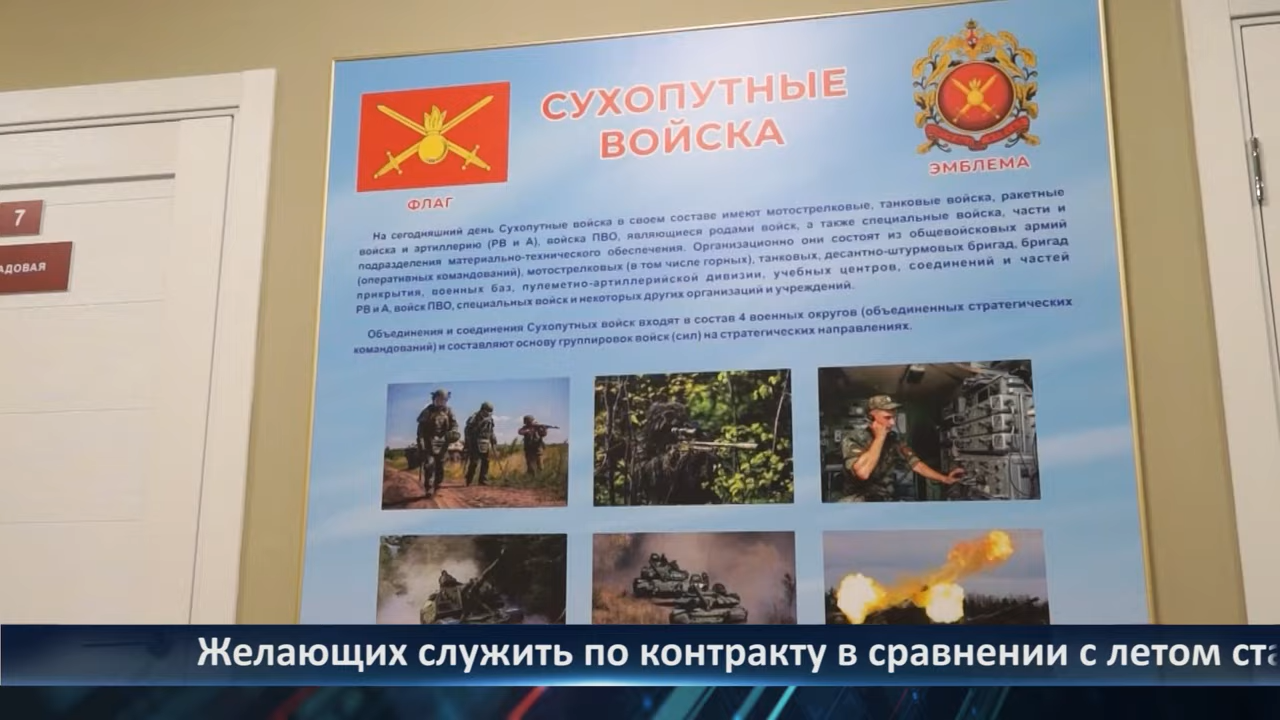 СУХОПУТНЫЕ
ВОЙСКА
ФЛАГ
ЭМБЛЕМА
7
На сегодняшний день Сухопутные войска в своем составе имеют мотострелковые, танковые войска, ракетные
войска и артиллерию (РВ и А), войска ПВО, являющиеся родами войск, а также специальные войска, части и
подразделения материально-технического обеспечения. Организационно они состоят из общевойсковых армий
(оперативных командований), мотострелковых (в том числе горных), танковых, десантно-штурмовых бригад, бригад
прикрытия, военных баз, пулеметно-артиллерийской дивизии, учебных центров, соединений и частей
РВ и А, войск ПВО, специальных войск и некоторых других организаций и учреждений.
Объединения и соединения Сухопутных войск входят в состав 4 военных округов (объединенных стратегических
командований) и составляют основу группировок войск (сил) на стратегических направлениях.
Желающих служить по контракту в сравнении с летом